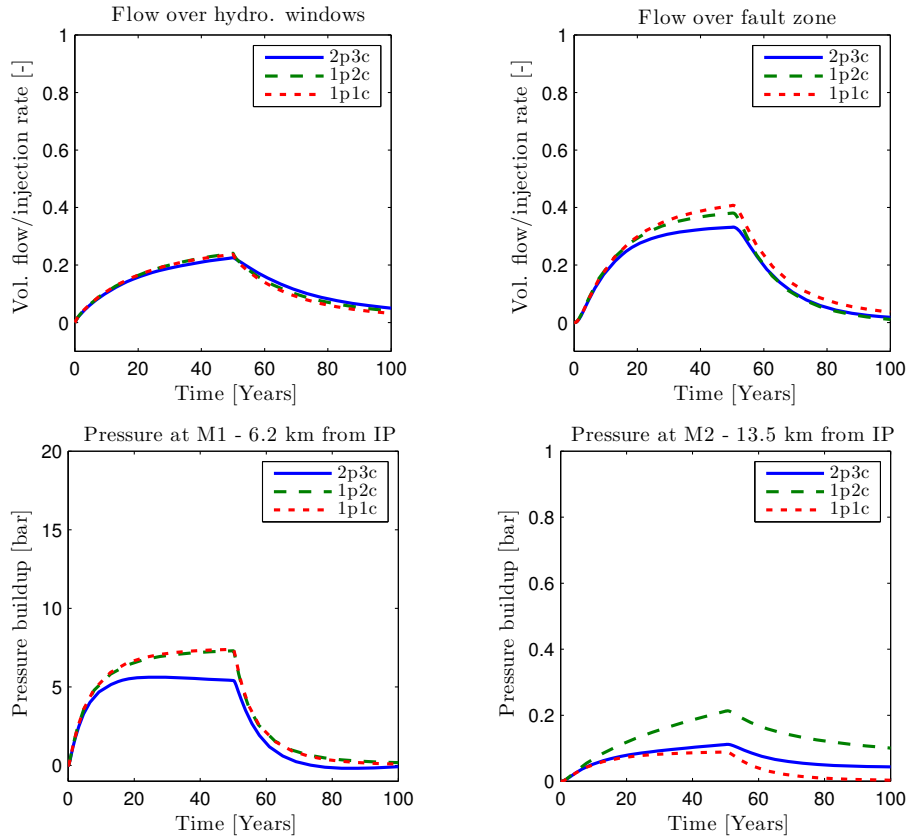 Flow over hydro. windows
Vol. flow/injection rate [-]
1
0.8
0.6
0.4
0.2
0
0 20 40 60 80 100
Time [Years]
2p3c
1p2c
1p1c
Flow over fault zone
Vol. flow/injection rate [-]
1
0.8
0.6
0.4
0.2
0
0 20 40 60 80 100
Time [Years]
2p3c
1p2c
1p1c
Pressure at M1 - 6.2 km from IP
Pressure buildup [bar]
20
15
10
5
0
0 20 40 60 80 100
Time [Years]
2p3c
1p2c
1p1c
Pressure at M2 - 13.5 km from IP
Pressure buildup [bar]
1
0.8
0.6
0.4
0.2
0
0 20 40 60 80 100
Time [Years]
2p3c
1p2c
1p1c